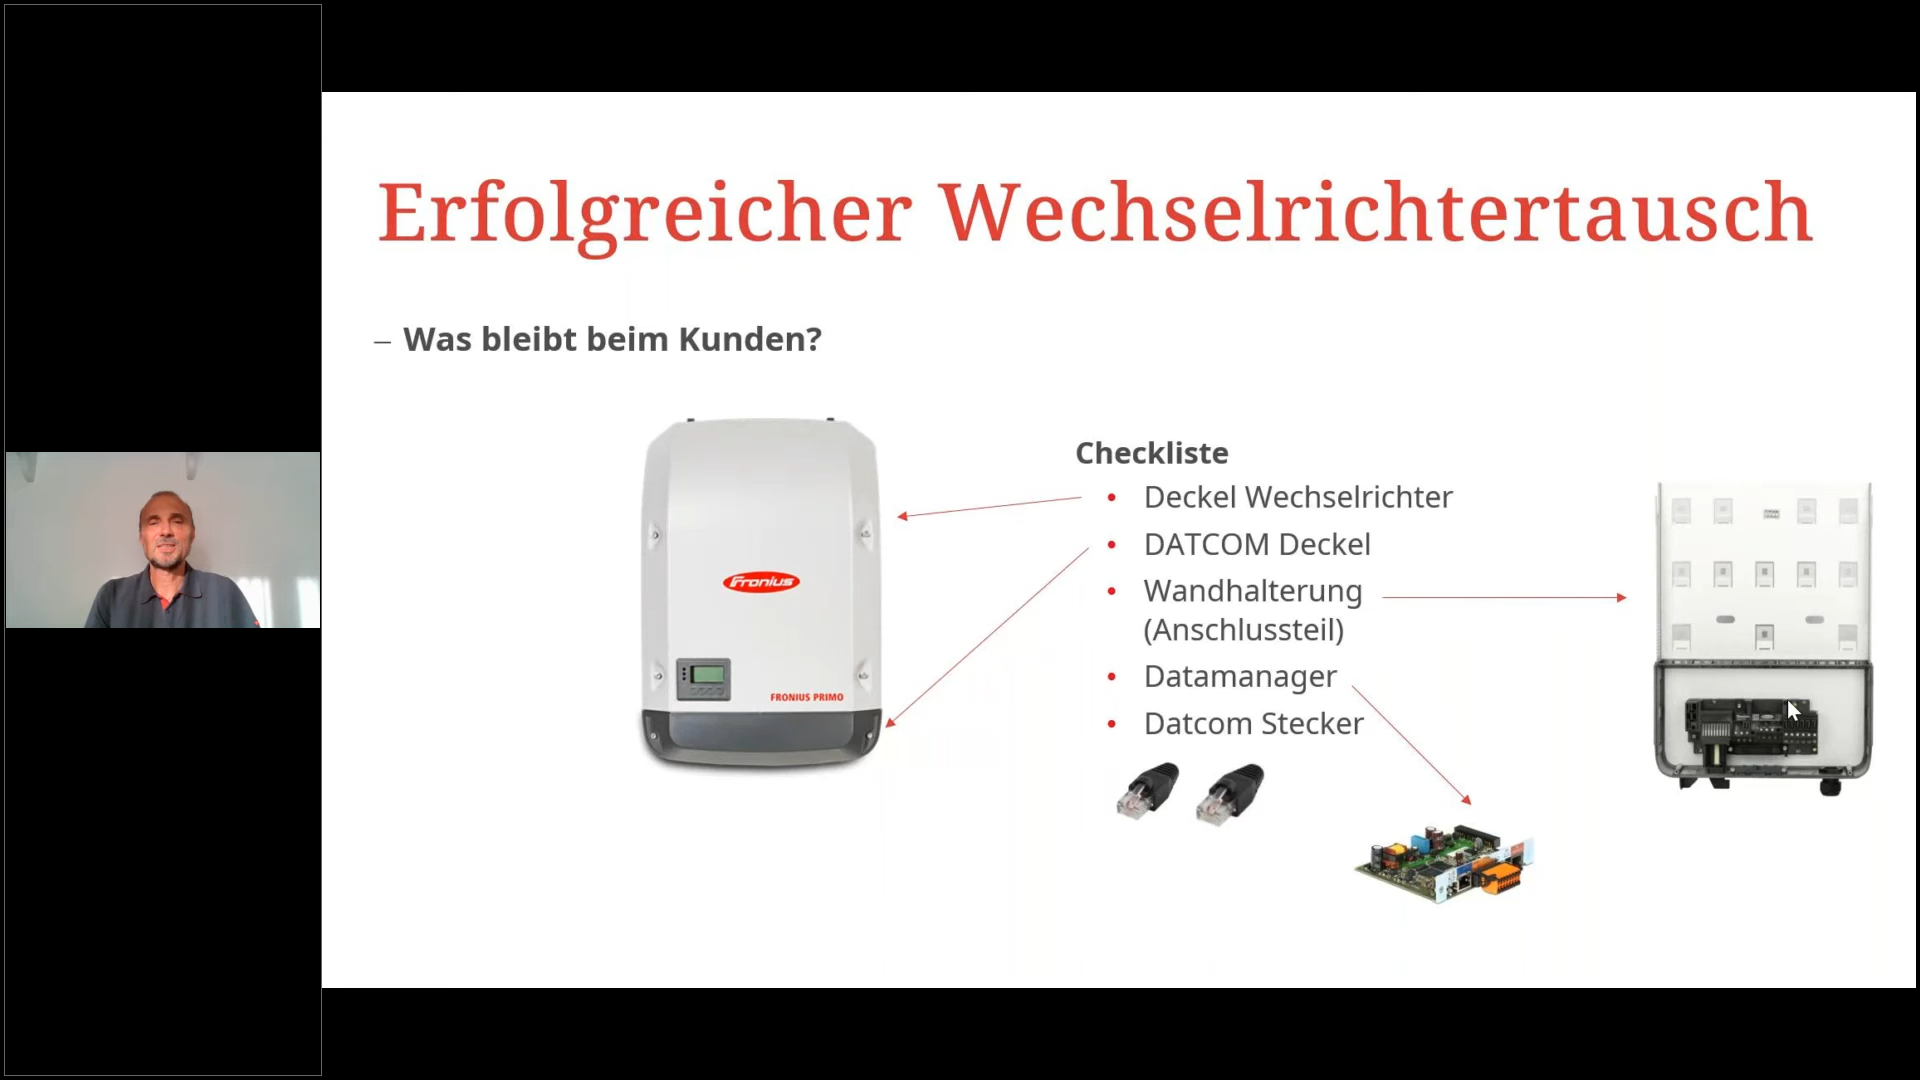 Erfolgreicher Wechselrichtertausch
– Was bleibt beim Kunden?
Checkliste
• Deckel Wechselrichter
• DATCOM Deckel
• Wandhalterung
(Anschlussteil)
• Datamanager
• Datcom Stecker
Fronius
FRONIUS PRIMO